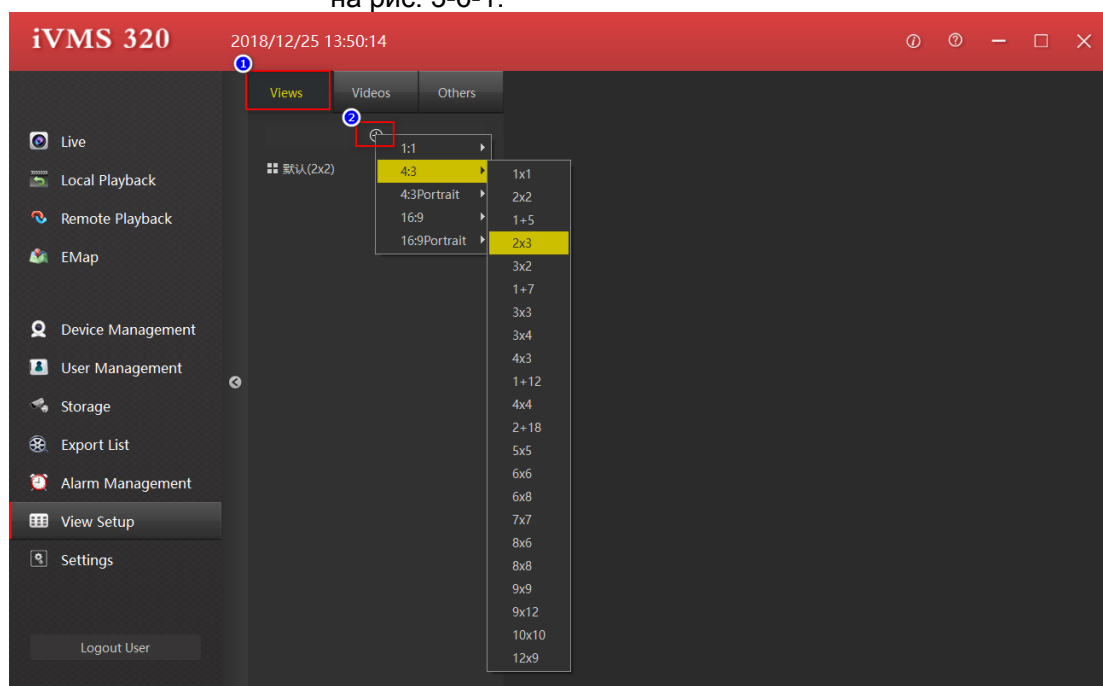 на рис. 5-6-1.
iVMS 320 2018/12/25 13:50:14
1
Views Videos Others
2
Live
Local Playback
Remote Playback
EMap
Device Management
User Management
Storage
Export List
Alarm Management
View Setup
Settings
Logout User
默认(2x2)
1:1
4:3
4:3Portrait
16:9
16:9Portrait
1x1
2x2
1+5
2x3
3x2
1+7
3x3
3x4
4x3
1+12
4x4
2+18
5x5
6x6
6x8
7x7
8x6
8x8
9x9
9x12
10x10
12x9